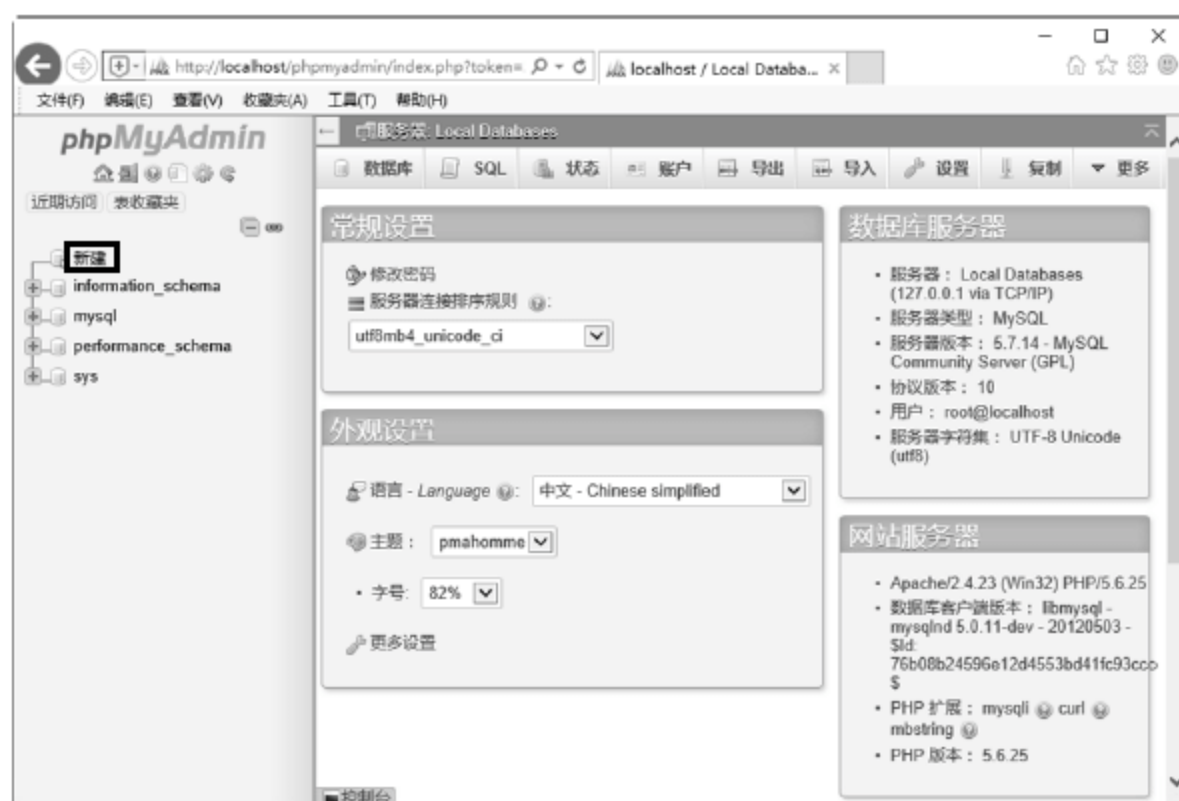 http://localhost/phpmyadmin/index.php?token=
localhost / Local Databa...
文件(F) 编辑(E) 查看(V) 收藏夹(A) 工具(T) 帮助(H)
phpMyAdmin
近期访问 表收藏夹
新建
information_schema
mysql
performance_schema
sys
服务器: Local Databases
数据库 SQL 状态 账户 导出 导入 设置 复制 更多
常规设置
修改密码
服务器连接排序规则 :
utf8mb4_unicode_ci
外观设置
语言 - Language : 中文 - Chinese simplified
主题： pmahomme
• 字号: 82%
更多设置
数据库服务器
• 服务器： Local Databases
(127.0.0.1 via TCP/IP)
• 服务器类型： MySQL
• 服务器版本： 5.7.14 - MySQL
Community Server (GPL)
• 协议版本： 10
• 用户： root@localhost
• 服务器字符集： UTF-8 Unicode
(utf8)
网站服务器
• Apache/2.4.23 (Win32) PHP/5.6.25
• 数据库客户端版本： libmysql -
mysqlnd 5.0.11-dev - 20120503 -
$Id:
76b08b24596e12d4553bd41fc93ccc
$
• PHP 扩展： mysqli curl
mbstring
• PHP 版本： 5.6.25
控制台